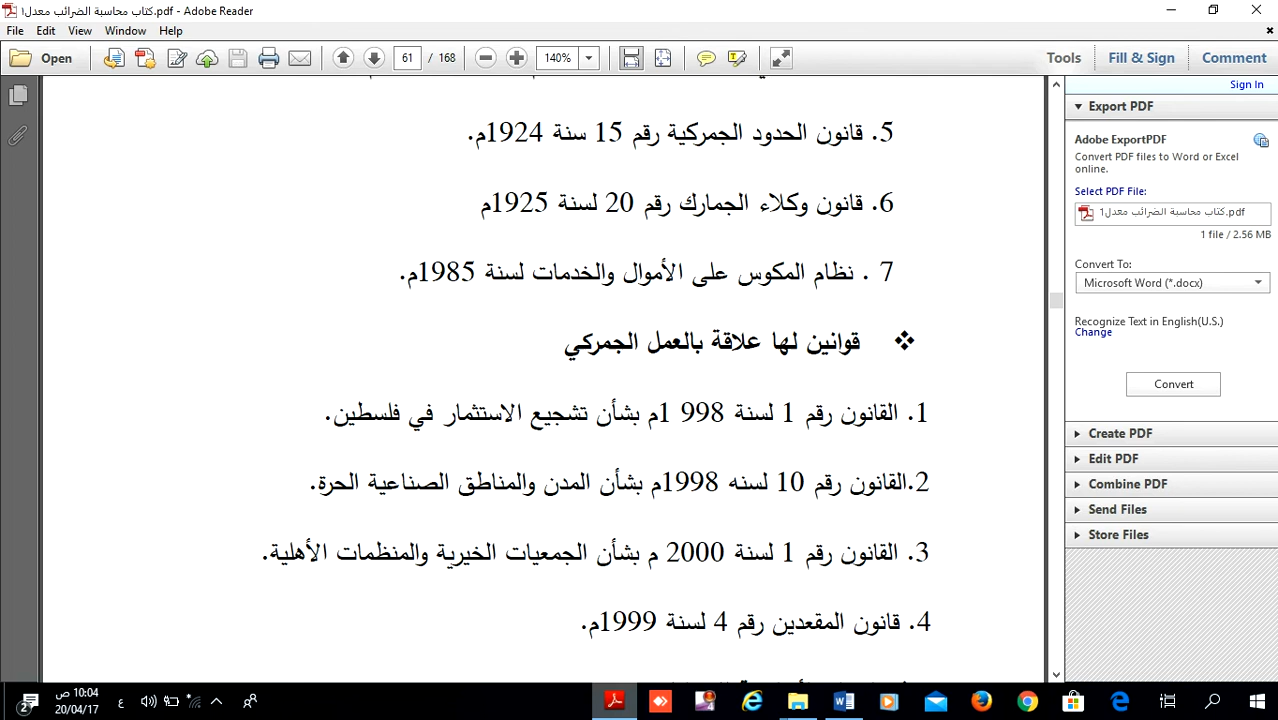 كتاب محاسبة الضرائب معدل1.pdf - Adobe Reader
File Edit View Window Help
Open 61 / 168 140% Tools Fill & Sign Comment
5. قانون الحدود الجمركية رقم 15 سنة 1924م.
6. قانون وكلاء الجمارك رقم 20 لسنة 1925م
7 . نظام المكوس على الأموال والخدمات لسنة 1985م.
❖ قوانين لها علاقة بالعمل الجمركي
1. القانون رقم 1 لسنة 998 1م بشأن تشجيع الاستثمار في فلسطين.
2.القانون رقم 10 لسنه 1998م بشأن المدن والمناطق الصناعية الحرة.
3. القانون رقم 1 لسنة 2000 م بشأن الجمعيات الخيرية والمنظمات الأهلية.
4. قانون المقعدين رقم 4 لسنة 1999م.
Sign In
Export PDF
Adobe ExportPDF
Convert PDF files to Word or Excel
online.
Select PDF File:
كتاب محاسبة الضرائب معدل1.pdf
1 file / 2.56 MB
Convert To:
Microsoft Word (*.docx)
Recognize Text in English(U.S.)
Change
Convert
Create PDF
Edit PDF
Combine PDF
Send Files
Store Files
10:04 ص
20/04/17
ع
2